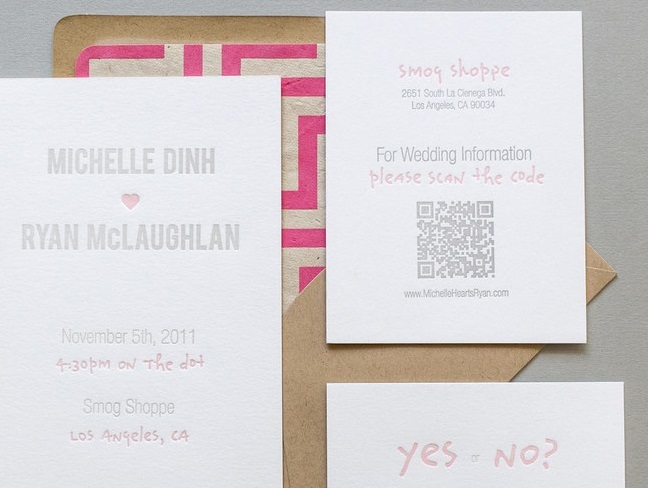 MICHELLE DINH
RYAN McLAUGHLAN
November 5th, 2011
4:30pm on the dot
Smog Shoppe
Los Angeles, CA
smog shoppe
2651 South La Cienega Blvd.
Los Angeles, CA 90034
For Wedding Information
please scan the code
www.MichelleHeartsRyan.com
yes or no?